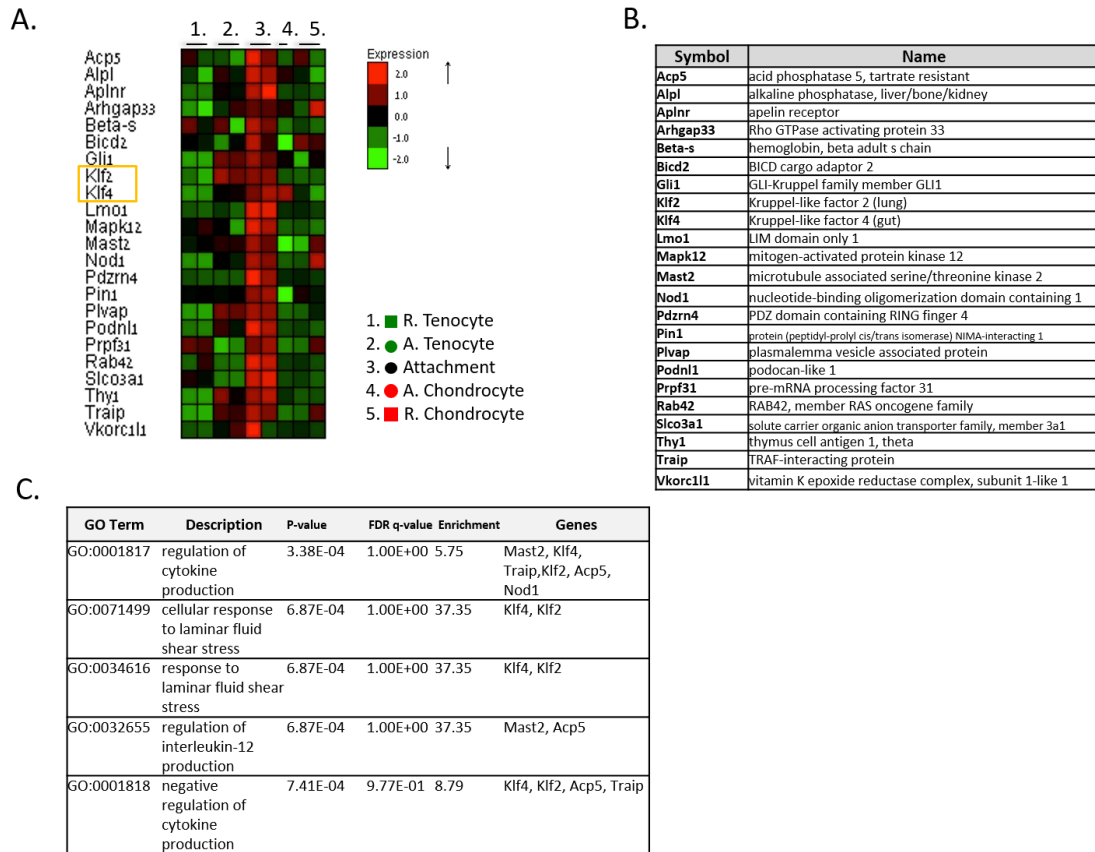 A.
1. 2. 3. 4. 5.
Acp5
Alpl
Aplnr
Arhgap33
Beta-s
Bicd2
Gli1
Klf2
Klf4
Lmo1
Mapk12
Mast2
Nod1
Pdzrn4
Pin1
Plvap
Podnl1
Prpf31
Rab42
Slco3a1
Thy1
Traip
Vkorc1l1
Expression
2.0
1.0
0.0
-1.0
-2.0
1. R. Tenocyte
2. A. Tenocyte
3. Attachment
4. A. Chondrocyte
5. R. Chondrocyte
B.
Symbol Name
Acp5 acid phosphatase 5, tartrate resistant
Alpl alkaline phosphatase, liver/bone/kidney
Aplnr apelin receptor
Arhgap33 Rho GTPase activating protein 33
Beta-s hemoglobin, beta adult s chain
Bicd2 BICD cargo adaptor 2
Gli1 GLI-Kruppel family member GLI1
Klf2 Kruppel-like factor 2 (lung)
Klf4 Kruppel-like factor 4 (gut)
Lmo1 LIM domain only 1
Mapk12 mitogen-activated protein kinase 12
Mast2 microtubule associated serine/threonine kinase 2
Nod1 nucleotide-binding oligomerization domain containing 1
Pdzrn4 PDZ domain containing RING finger 4
Pin1 protein (peptidyl-prolyl cis/trans isomerase) NIMA-interacting 1
Plvap plasmalemma vesicle associated protein
Podnl1 podocan-like 1
Prpf31 pre-mRNA processing factor 31
Rab42 RAB42, member RAS oncogene family
Slco3a1 solute carrier organic anion transporter family, member 3a1
Thy1 thymus cell antigen 1, theta
Traip TRAF-interacting protein
Vkorc1l1 vitamin K epoxide reductase complex, subunit 1-like 1
C.
GO Term Description P-value FDR q-value Enrichment Genes
GO:0001817 regulation of 3.38E-04 1.00E+00 5.75 Mast2, Klf4,
cytokine Traip,Klf2, Acp5,
production Nod1
GO:0071499 cellular response 6.87E-04 1.00E+00 37.35 Klf4, Klf2
to laminar fluid
shear stress
GO:0034616 response to 6.87E-04 1.00E+00 37.35 Klf4, Klf2
laminar fluid shear
stress
GO:0032655 regulation of 6.87E-04 1.00E+00 37.35 Mast2, Acp5
interleukin-12
production
GO:0001818 negative 7.41E-04 9.77E-01 8.79 Klf4, Klf2, Acp5, Traip
regulation of
cytokine
production